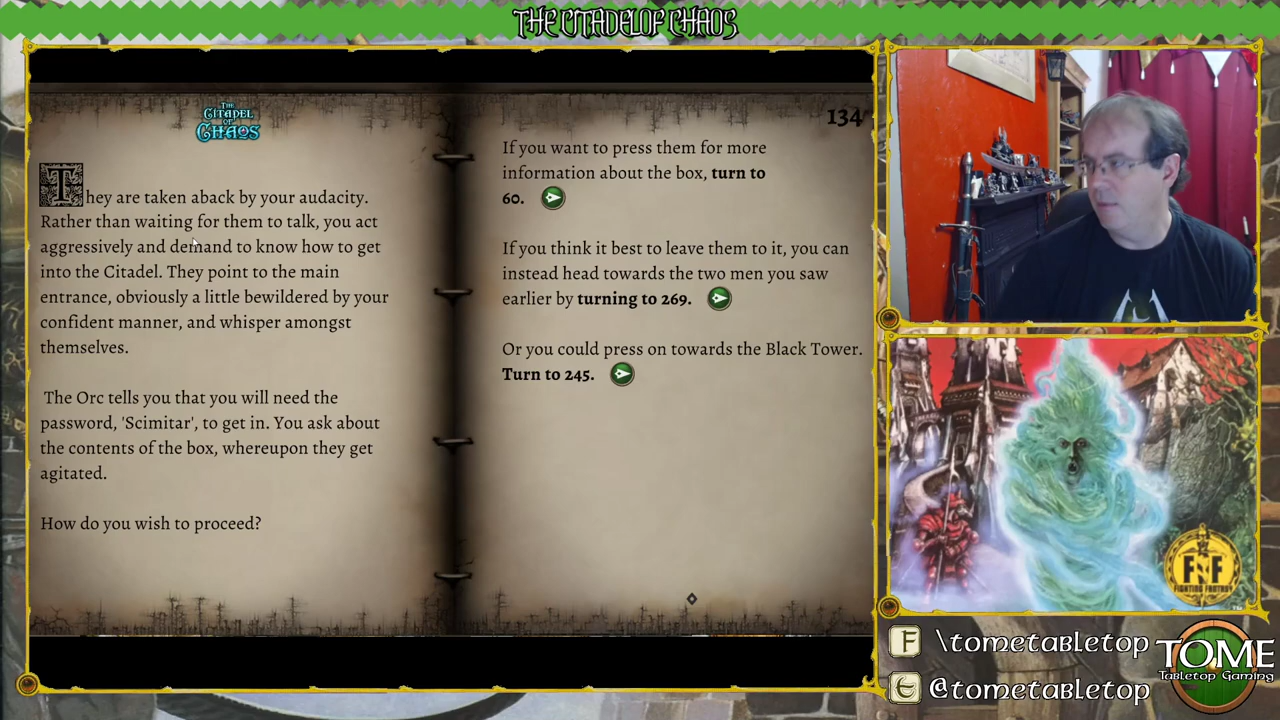 THE CITADEL OF CHAOS
THE
CITADEL
OF
CHAOS
They are taken aback by your audacity.
Rather than waiting for them to talk, you act
aggressively and demand to know how to get
into the Citadel. They point to the main
entrance, obviously a little bewildered by your
confident manner, and whisper amongst
themselves.
The Orc tells you that you will need the
password, 'Scimitar', to get in. You ask about
the contents of the box, whereupon they get
agitated.
How do you wish to proceed?
134
If you want to press them for more
information about the box, turn to
60.
If you think it best to leave them to it, you can
instead head towards the two men you saw
earlier by turning to 269.
Or you could press on towards the Black Tower.
Turn to 245.
FF
FIGHTING FANTASY
TM
F \tometabletop
@tometabletop
TOME
Tabletop Gaming